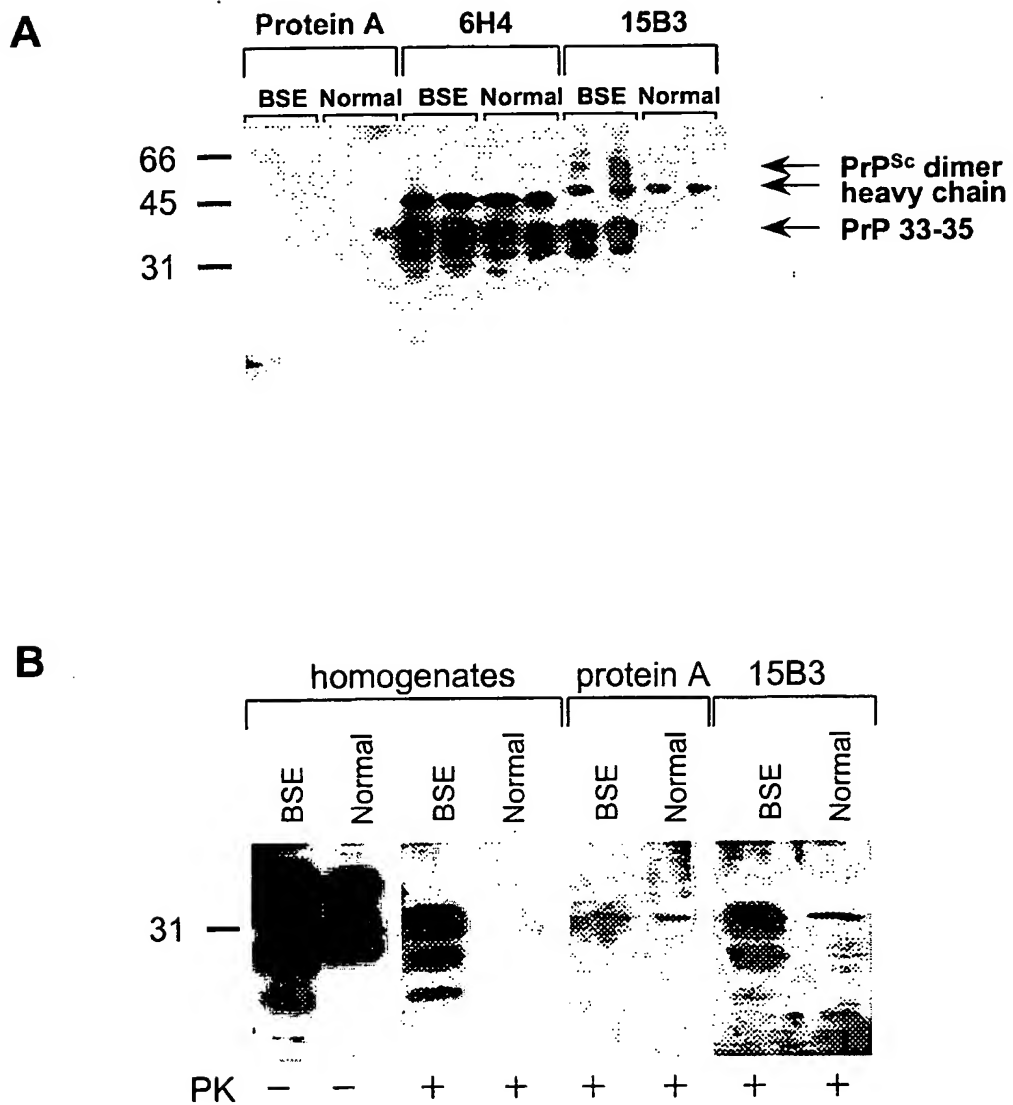 A
Protein A 6H4 15B3
BSE Normal BSE Normal BSE Normal
66
45
31
PrPSc dimer
heavy chain
PrP 33-35
B
homogenates protein A 15B3
BSE Normal BSE Normal BSE Normal BSE Normal
31
PK - - + + + + + +